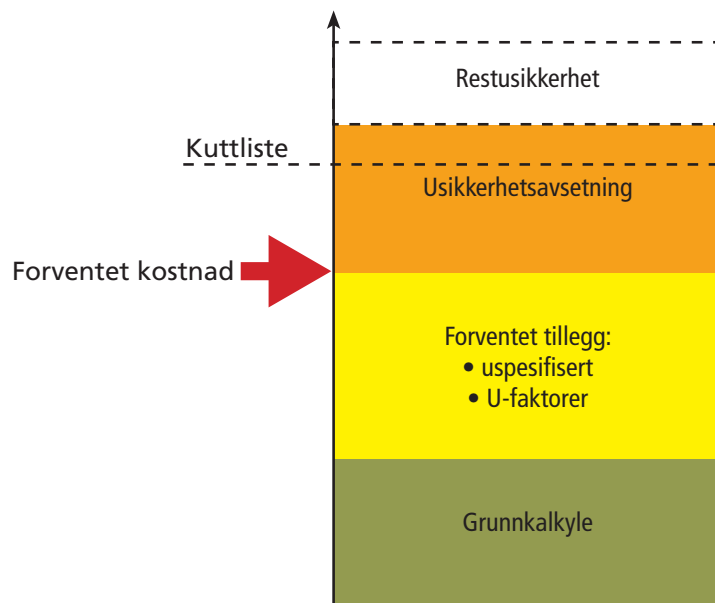 Restusikkerhet
Kuttliste
Usikkerhetsavsetning
Forventet kostnad
Forventet tillegg:
• uspesifisert
• U-faktorer
Grunnkalkyle